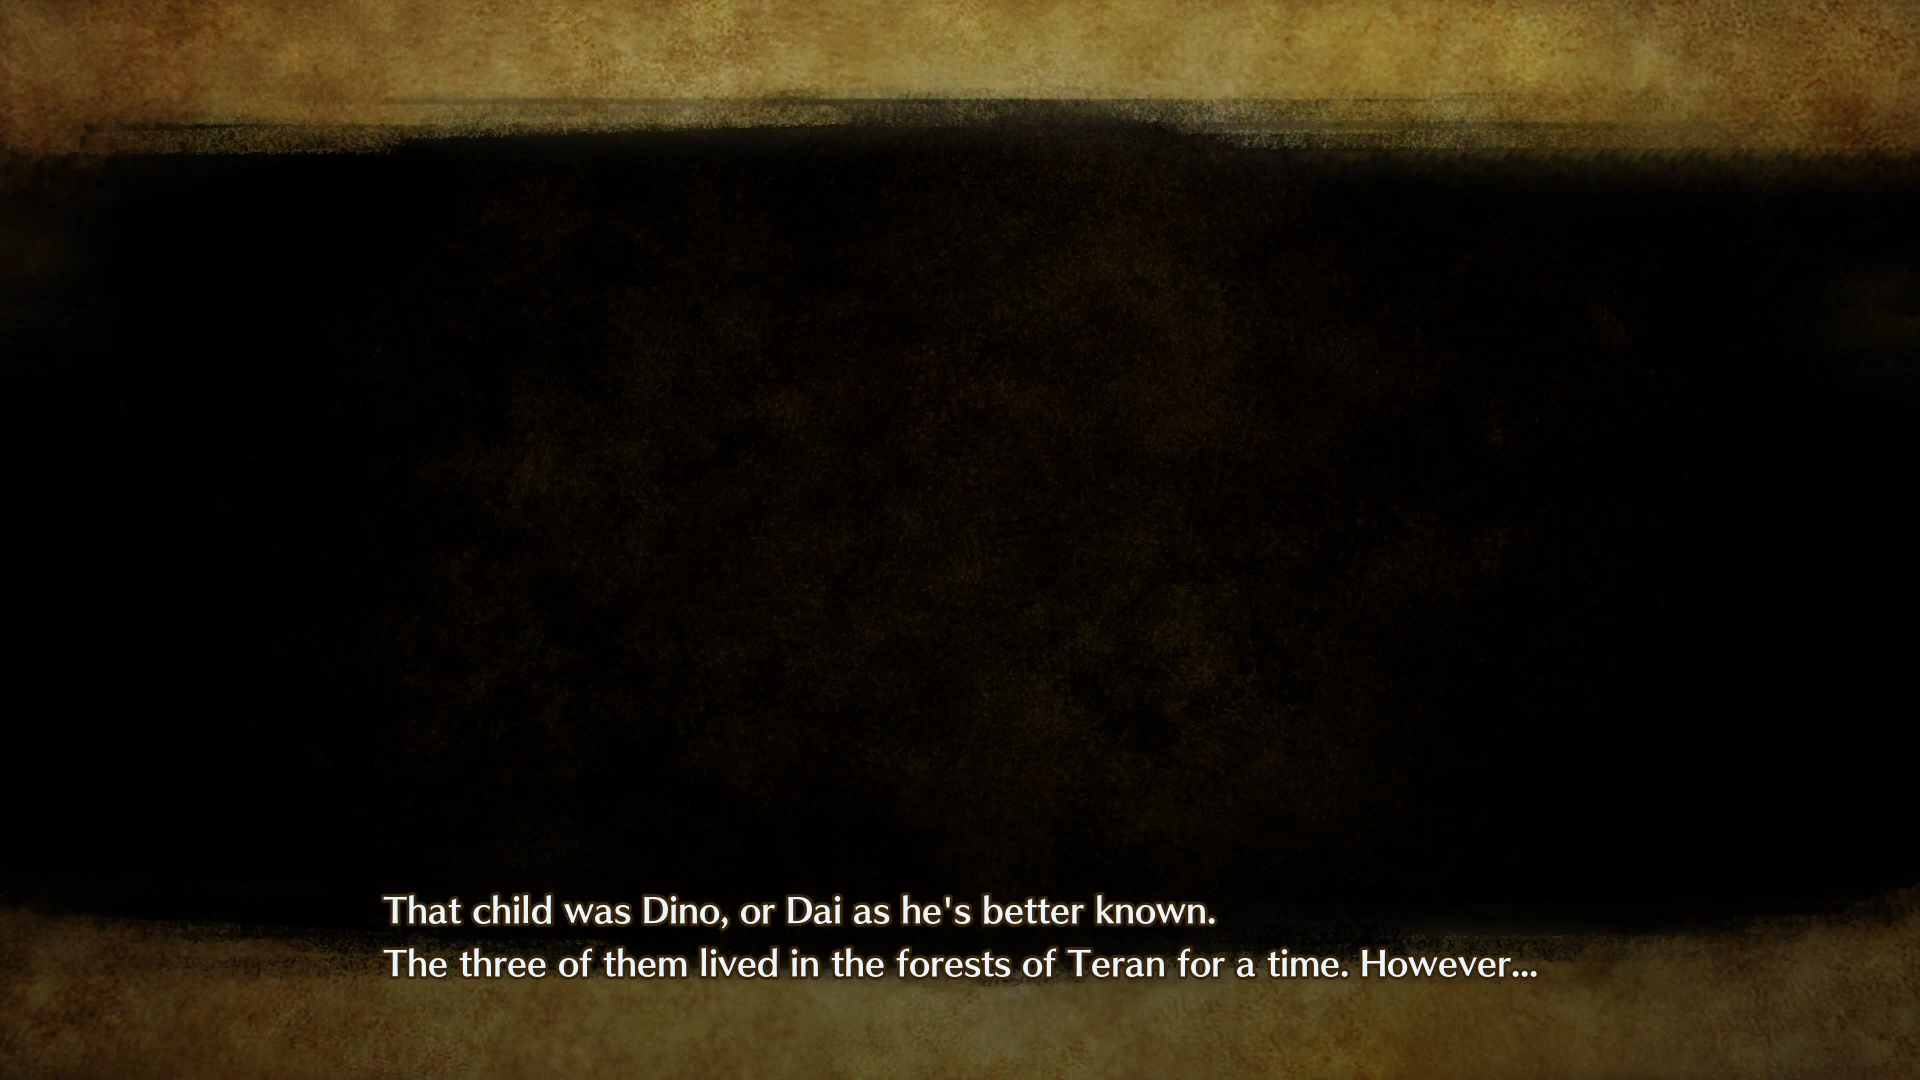 That child was Dino, or Dai as he's better known.
The three of them lived in the forests of Teran for a time. However...